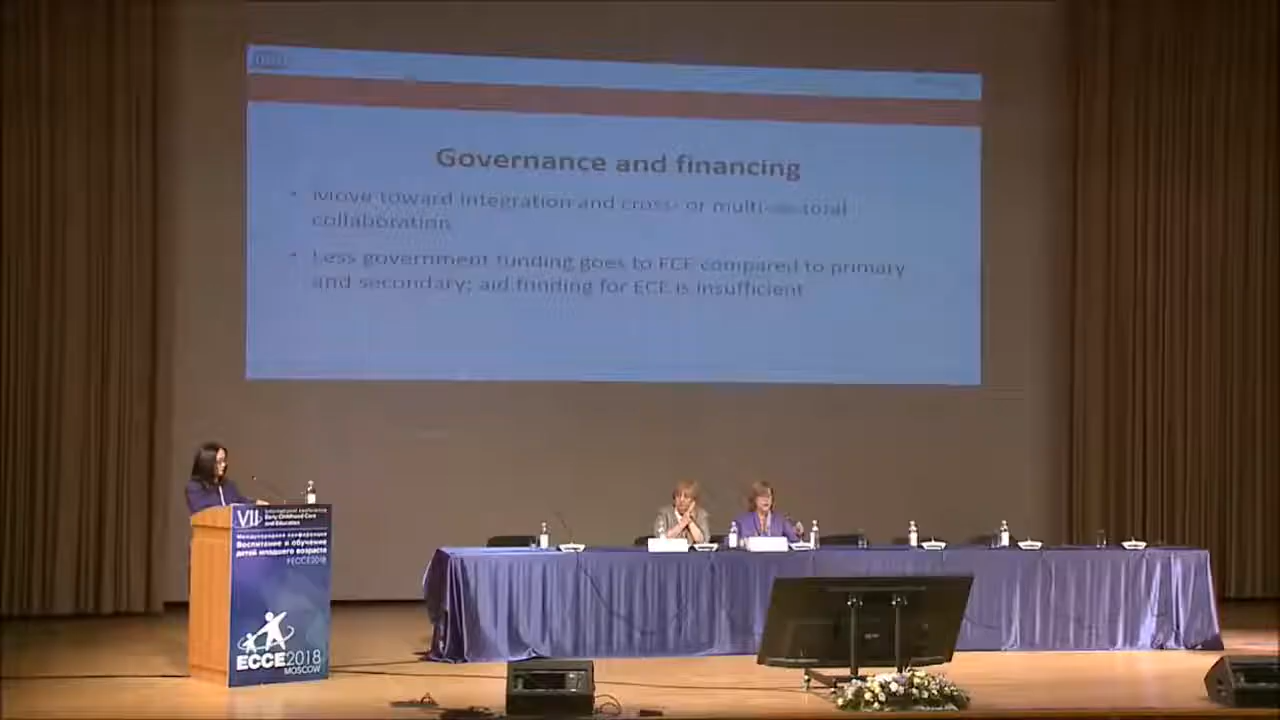 Governance and financing
• Move toward integration and cross- or multi-sectoral
collaboration
• Less government funding goes to ECE compared to primary
and secondary; aid funding for ECE is insufficient
VII International conference
Early Childhood Care
and Education
Международная конференция
Воспитание и обучение
детей младшего возраста
ECCE2018
MOSCOW